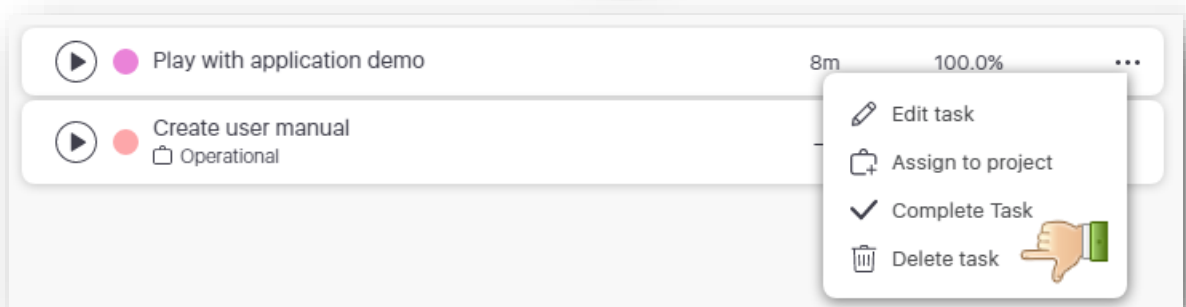 Play with application demo 8m 100.0% ...
Create user manual
Operational
Edit task
Assign to project
Complete Task
Delete task